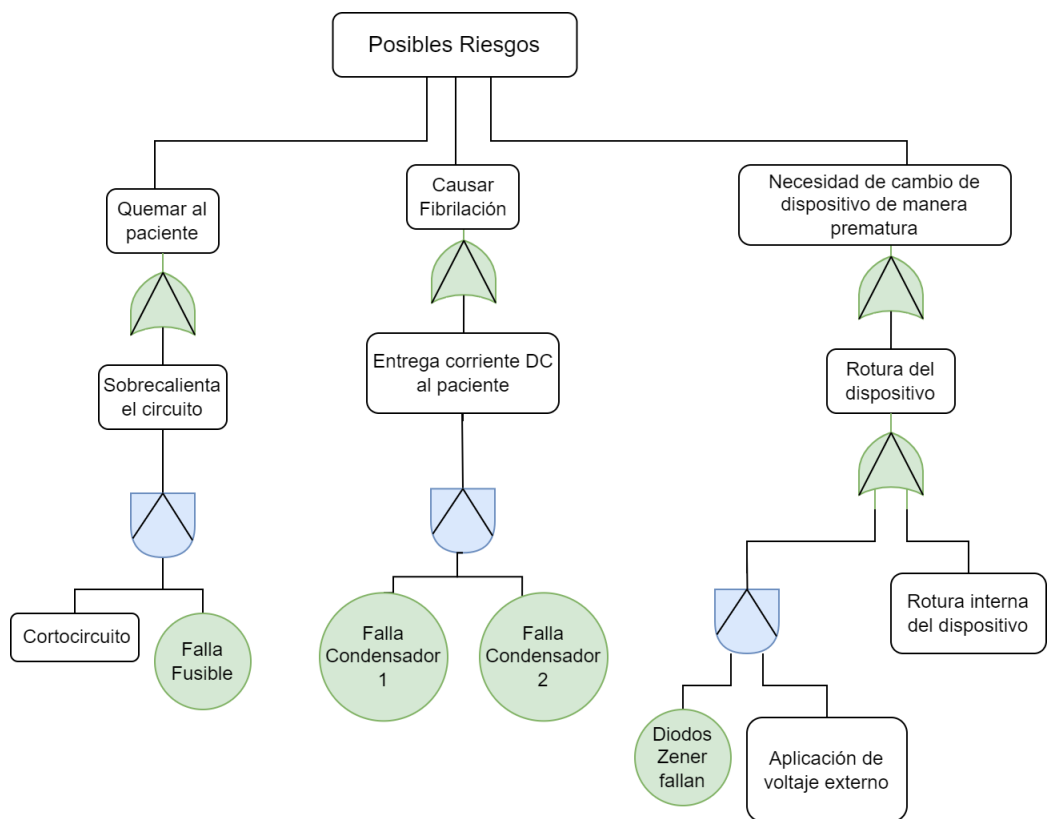 Posibles Riesgos
Quemar al
paciente
Causar
Fibrilación
Necesidad de cambio de
dispositivo de manera
prematura
Sobrecalienta
el circuito
Entrega corriente DC
al paciente
Rotura del
dispositivo
Cortocircuito
Falla
Fusible
Falla
Condensador
1
Falla
Condensador
2
Rotura interna
del dispositivo
Diodos
Zener
fallan
Aplicación de
voltaje externo